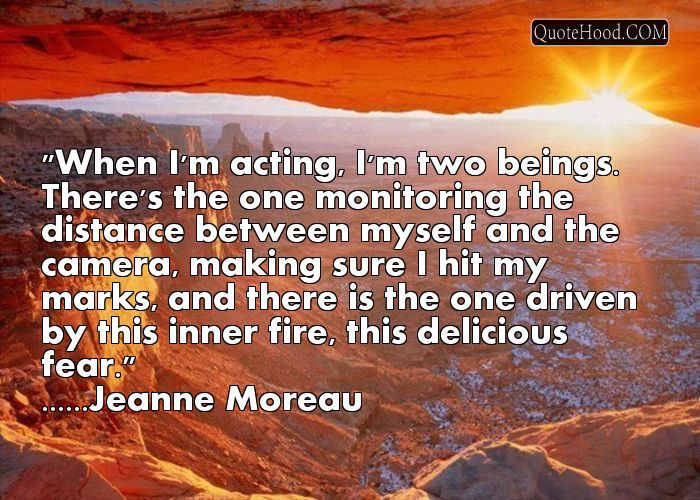 QuoteHood.COM
"When I'm acting, I'm two beings.
There's the one monitoring the
distance between myself and the
camera, making sure I hit my
marks, and there is the one driven
by this inner fire, this delicious
fear."
......Jeanne Moreau